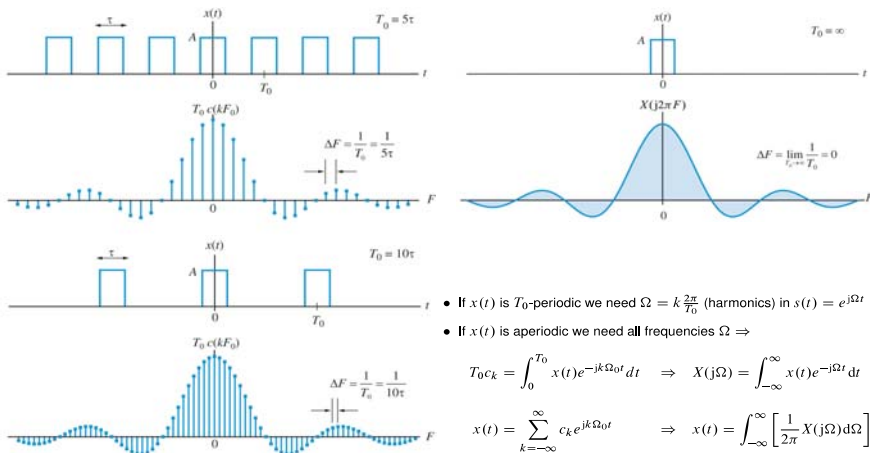 τ
x(t)
T₀ = 5τ
A
0
T₀
t
T₀ c(kF₀)
ΔF = 1/T₀ = 1/5τ
0
F
τ
x(t)
T₀ = 10τ
A
0
T₀
t
T₀ c(kF₀)
ΔF = 1/T₀ = 1/10τ
0
F
x(t)
T₀ = ∞
A
0
t
X(j2πF)
ΔF = lim T₀→∞ 1/T₀ = 0
0
F
• If x(t) is T₀-periodic we need Ω = k 2π/T₀ (harmonics) in s(t) = e^{jΩt}
• If x(t) is aperiodic we need all frequencies Ω ⇒
T₀cₖ = ∫₀^{T₀} x(t)e^{-jkΩ₀t}dt ⇒ X(jΩ) = ∫_{-∞}^{∞} x(t)e^{-jΩt}dt
x(t) = ∑_{k=-∞}^{∞} cₖe^{jkΩ₀t} ⇒ x(t) = ∫_{-∞}^{∞} [1/2π X(jΩ)dΩ]